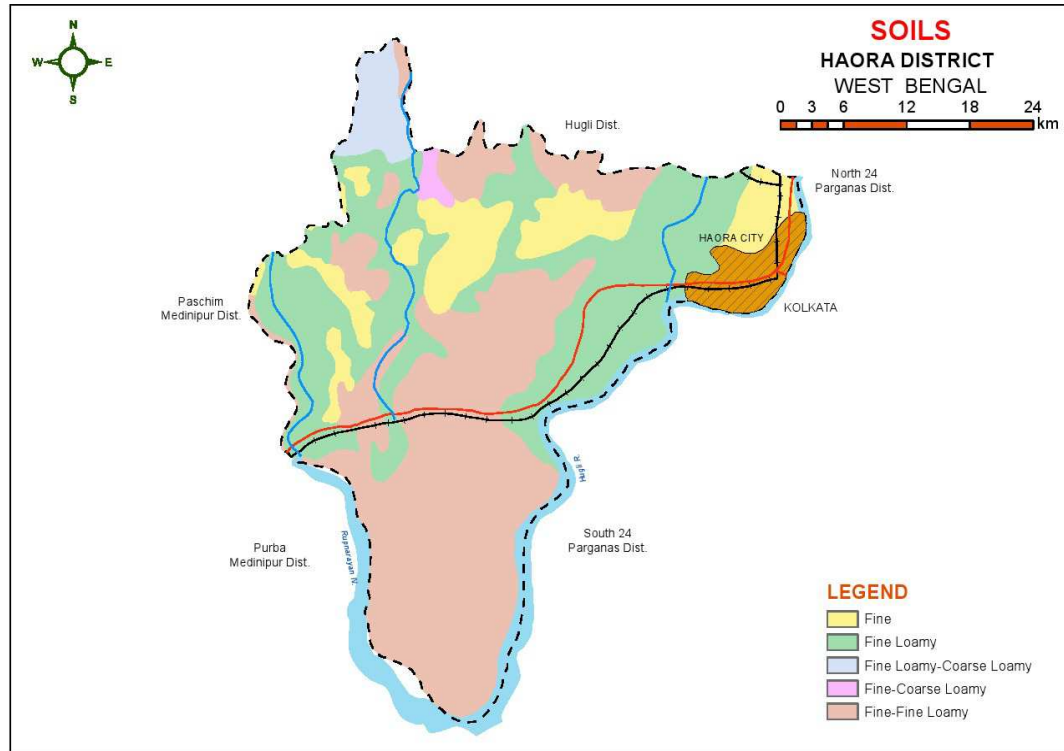 N
W E
S
SOILS
HAORA DISTRICT
WEST BENGAL
0 3 6 12 18 24
km
Hugli Dist.
North 24
Parganas Dist.
HAORA CITY
KOLKATA
Paschim
Medinipur Dist.
Hugli R.
South 24
Parganas Dist.
Purba
Medinipur Dist.
Rupnarayan N.
LEGEND
Fine
Fine Loamy
Fine Loamy-Coarse Loamy
Fine-Coarse Loamy
Fine-Fine Loamy